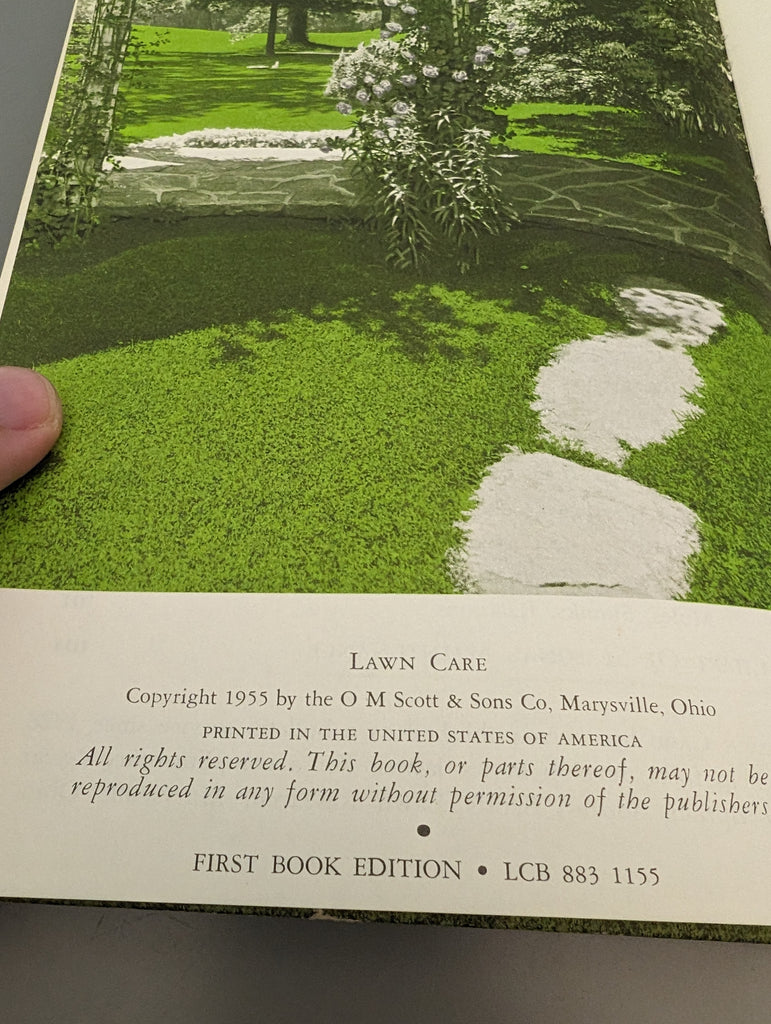 LAWN CARE
Copyright 1955 by the O M Scott & Sons Co, Marysville, Ohio
PRINTED IN THE UNITED STATES OF AMERICA
All rights reserved. This book, or parts thereof, may not be
reproduced in any form without permission of the publishers
•
FIRST BOOK EDITION • LCB 883 1155